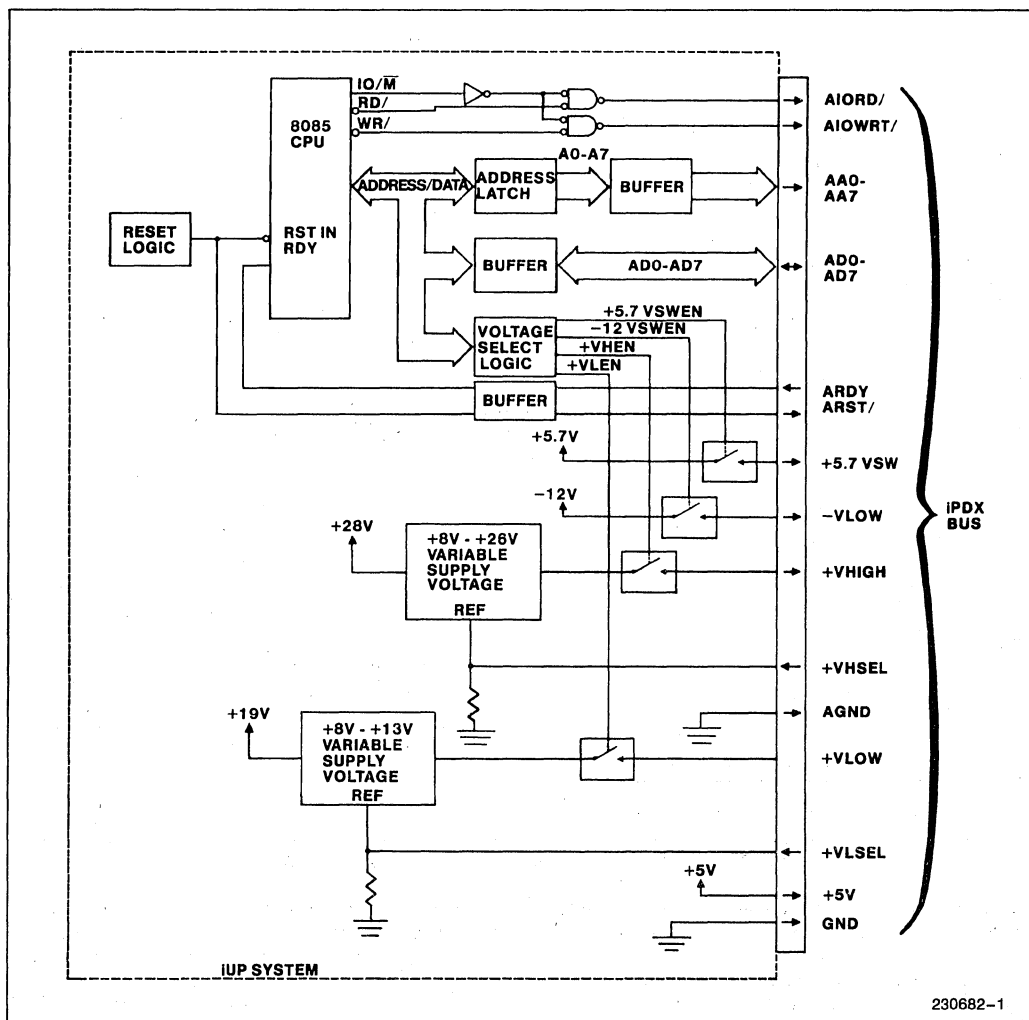 IO/M̅
RD/
WR/
8085
CPU
RST IN
RDY
RESET
LOGIC
ADDRESS/DATA
ADDRESS
LATCH
A0-A7
BUFFER
BUFFER
AD0-AD7
VOLTAGE
SELECT
LOGIC
+5.7 VSWEN
-12 VSWEN
+VHEN
+VLEN
BUFFER
+5.7V
-12V
+28V
+8V - +26V
VARIABLE
SUPPLY
VOLTAGE
REF
+19V
+8V - +13V
VARIABLE
SUPPLY
VOLTAGE
REF
+5V
AIORD/
AIOWRT/
AA0-
AA7
AD0-
AD7
ARDY
ARST/
+5.7 VSW
-VLOW
+VHIGH
+VHSEL
AGND
+VLOW
+VLSEL
+5V
GND
iPDX
BUS
iUP SYSTEM
230682-1